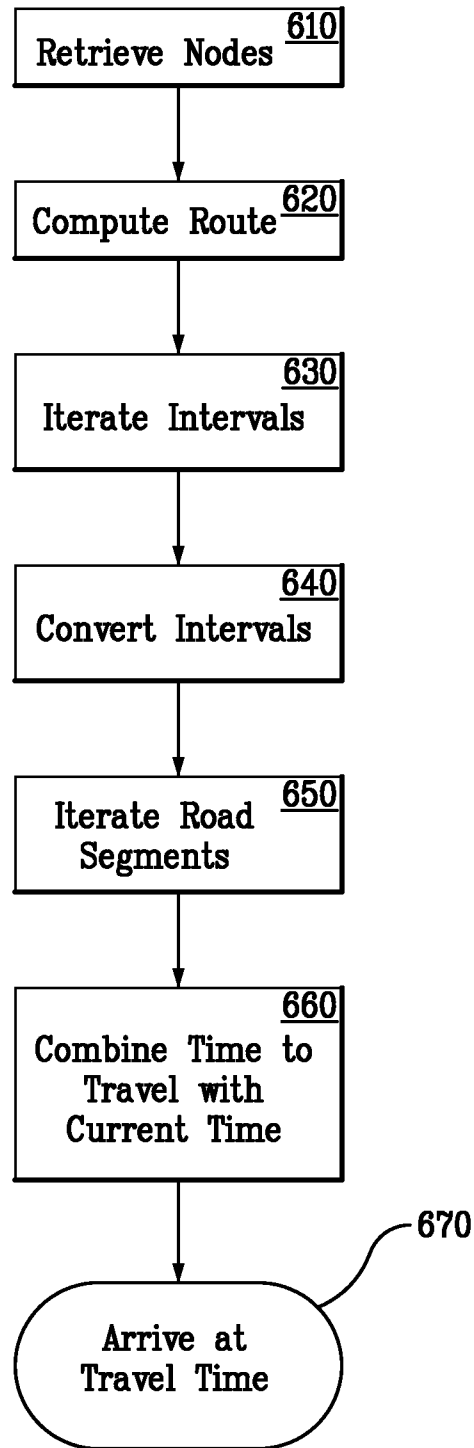 610
Retrieve Nodes
620
Compute Route
630
Iterate Intervals
640
Convert Intervals
650
Iterate Road
Segments
660
Combine Time to
Travel with
Current Time
670
Arrive at
Travel Time